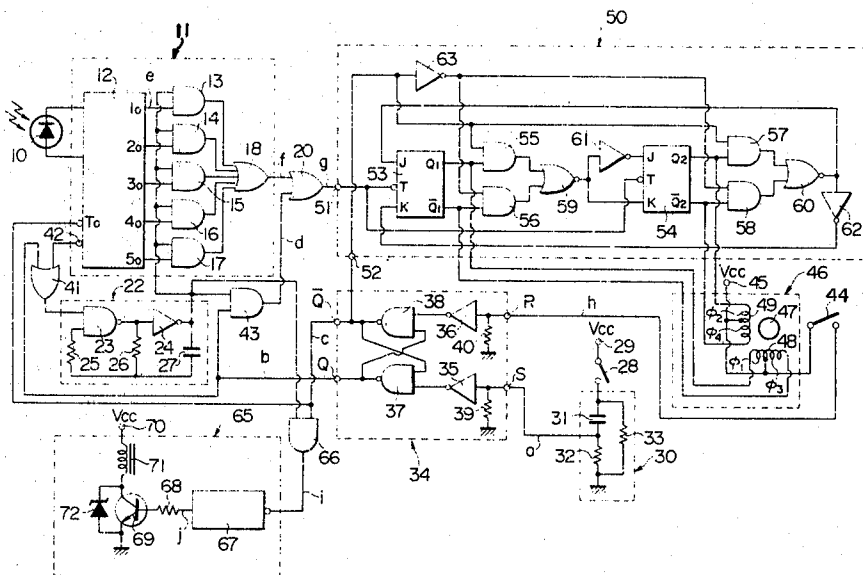 11
50
12
e
13
63
10
1o
14
18
f
20
g
55
61
57
2o
3o
15
51
53
J
T
K
Q1
Q̄1
56
59
J
T
K
Q2
Q̄2
54
58
60
62
4o
16
To
42
5o
17
d
41
22
43
52
Vcc
45
46
44
23
24
25
26
27
Q̄
38
36
R
h
40
c
Q
b
35
S
37
39
34
Vcc
29
28
31
32
33
30
a
φ2
49
47
φ4
φ1
48
φ3
Vcc
70
65
71
66
i
72
68
69
j
67